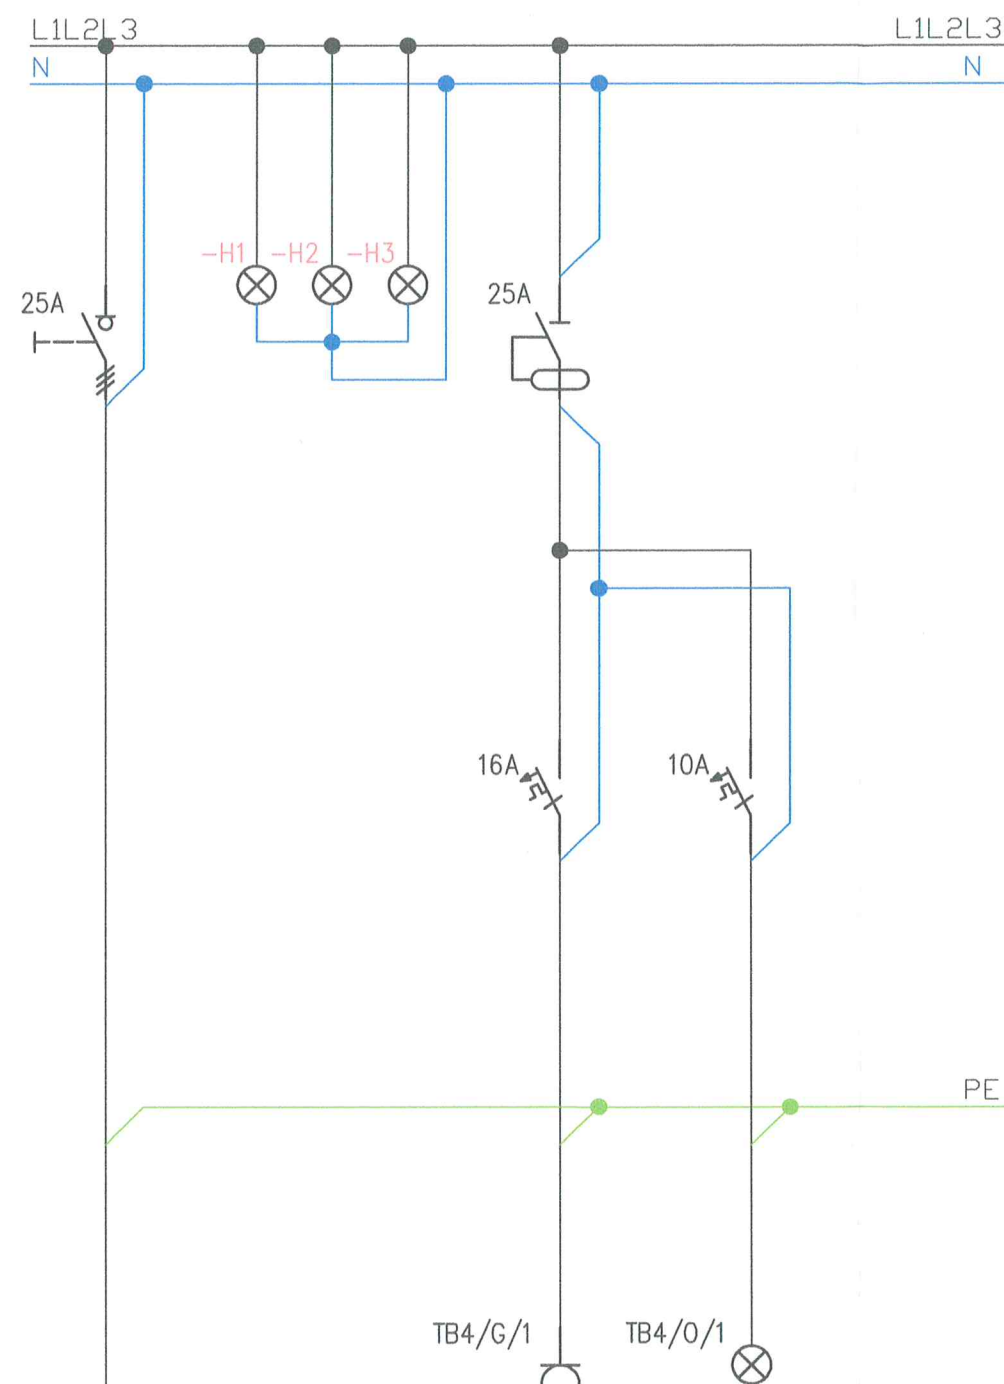 L1L2L3 L1L2L3
N N
-H1 -H2 -H3
25A 25A
16A 10A
PE
TB4/G/1 TB4/O/1